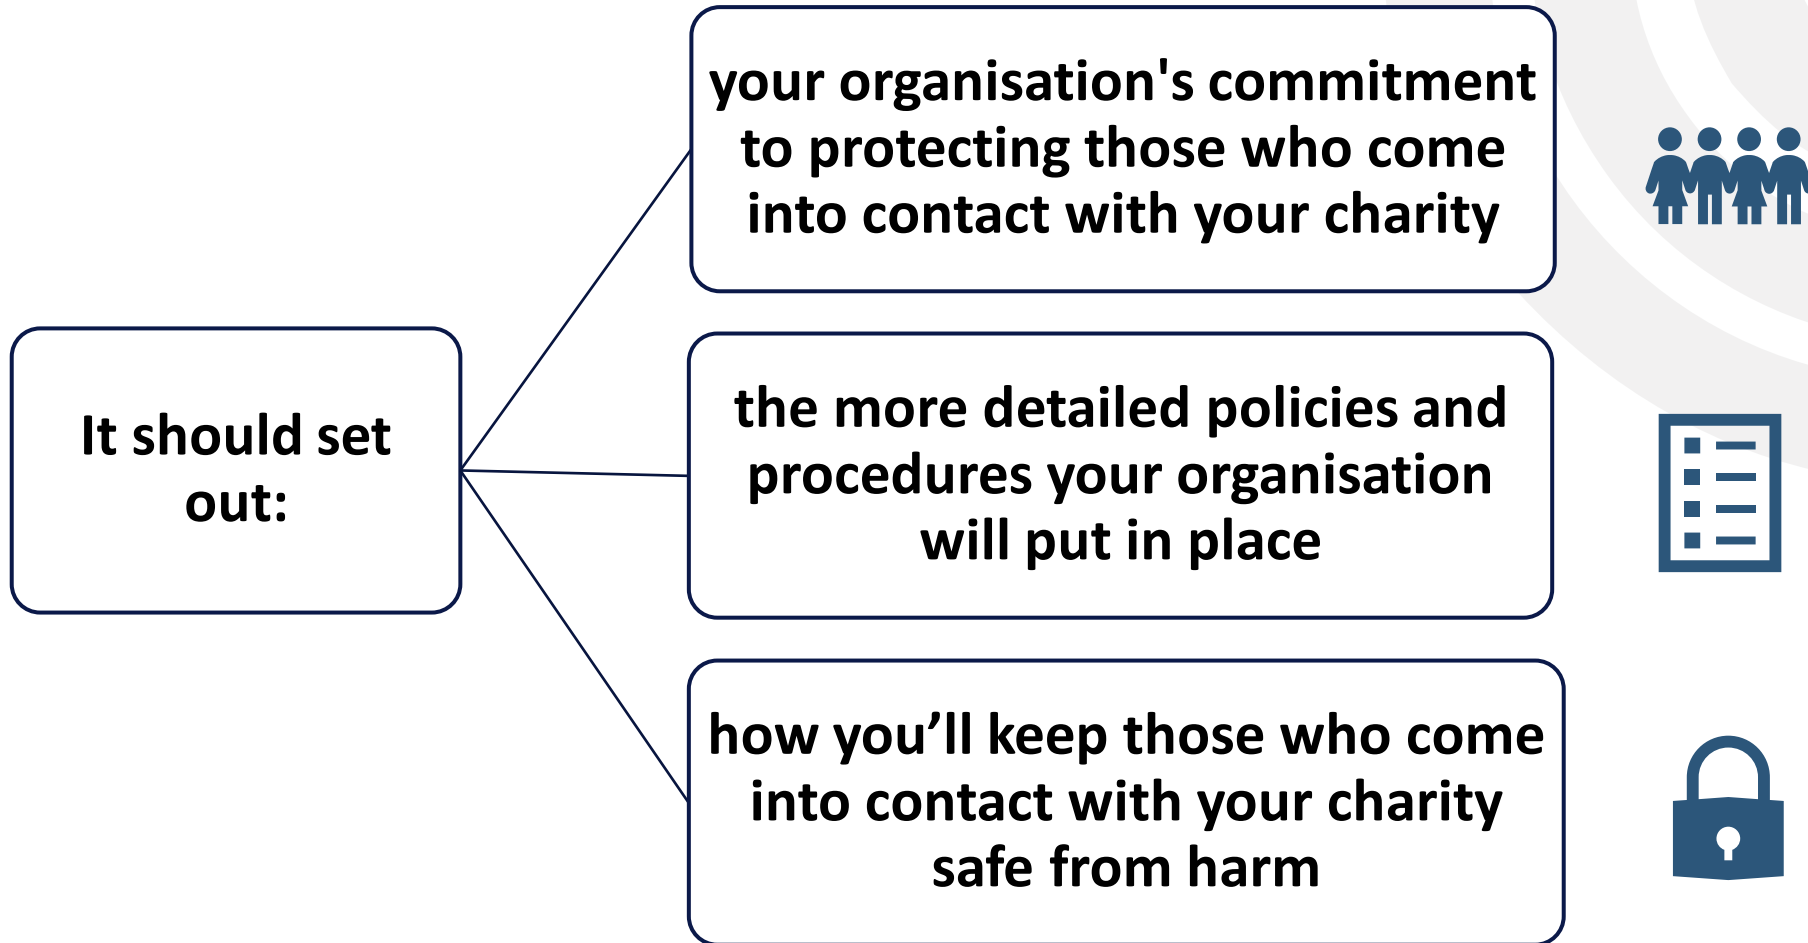 It should set
out:
your organisation's commitment
to protecting those who come
into contact with your charity
the more detailed policies and
procedures your organisation
will put in place
how you’ll keep those who come
into contact with your charity
safe from harm